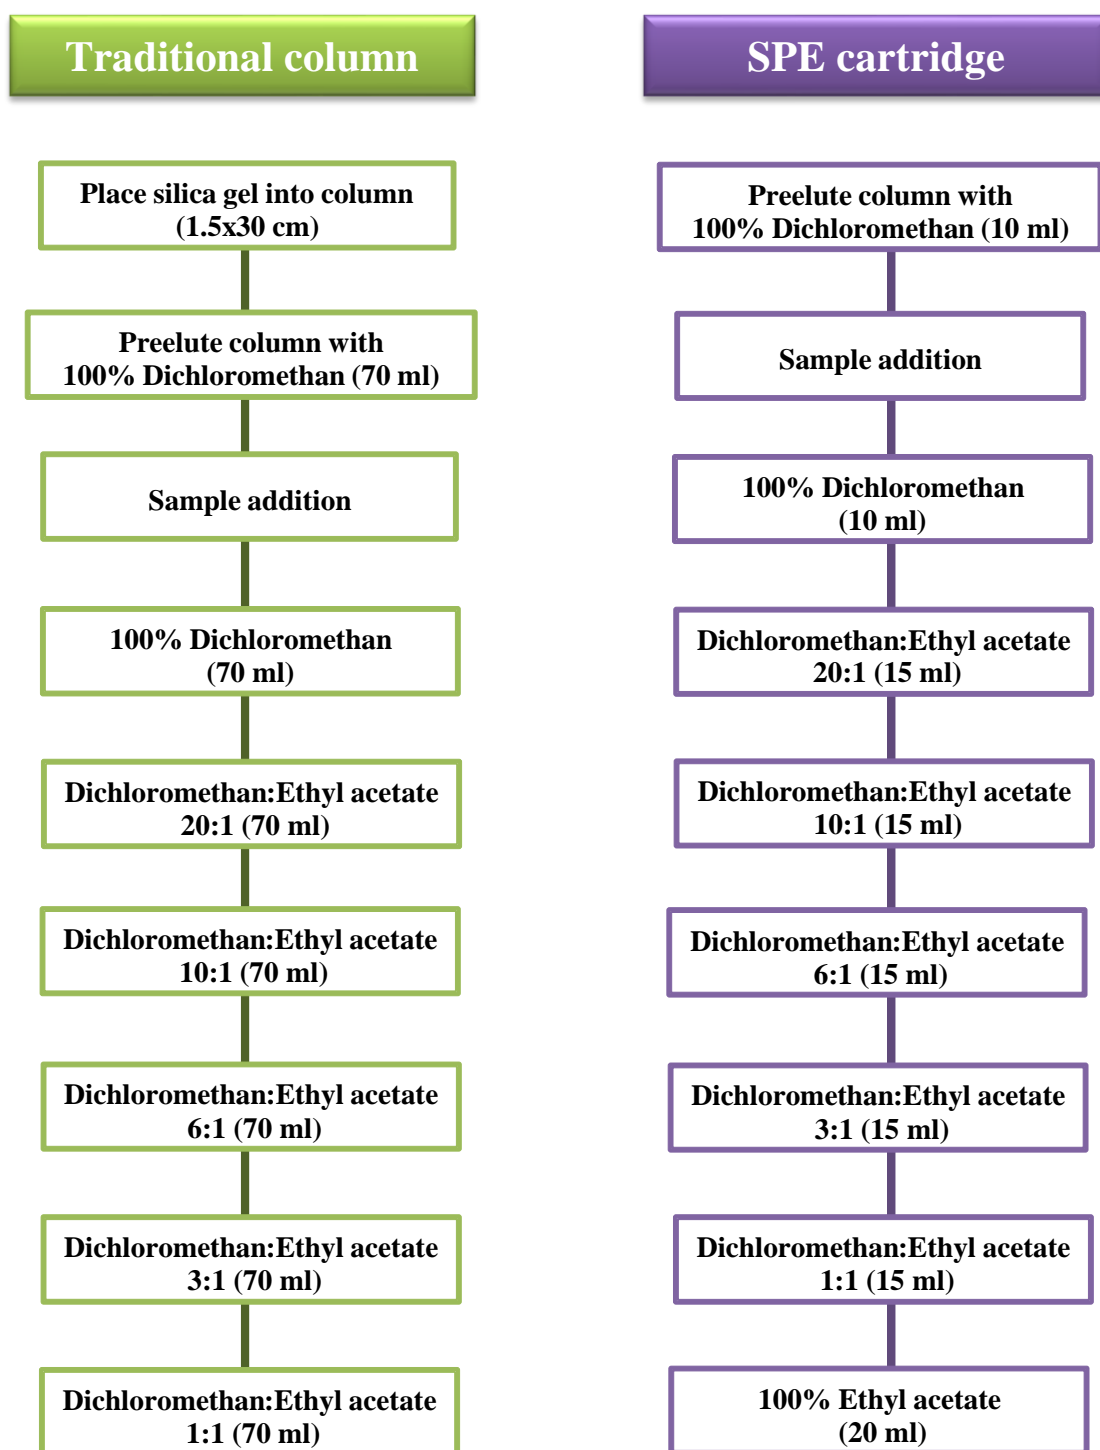 Traditional column
Place silica gel into column
(1.5x30 cm)
Preelute column with
100% Dichloromethan (70 ml)
Sample addition
100% Dichloromethan
(70 ml)
Dichloromethan:Ethyl acetate
20:1 (70 ml)
Dichloromethan:Ethyl acetate
10:1 (70 ml)
Dichloromethan:Ethyl acetate
6:1 (70 ml)
Dichloromethan:Ethyl acetate
3:1 (70 ml)
Dichloromethan:Ethyl acetate
1:1 (70 ml)
SPE cartridge
Preelute column with
100% Dichloromethan (10 ml)
Sample addition
100% Dichloromethan
(10 ml)
Dichloromethan:Ethyl acetate
20:1 (15 ml)
Dichloromethan:Ethyl acetate
10:1 (15 ml)
Dichloromethan:Ethyl acetate
6:1 (15 ml)
Dichloromethan:Ethyl acetate
3:1 (15 ml)
Dichloromethan:Ethyl acetate
1:1 (15 ml)
100% Ethyl acetate
(20 ml)